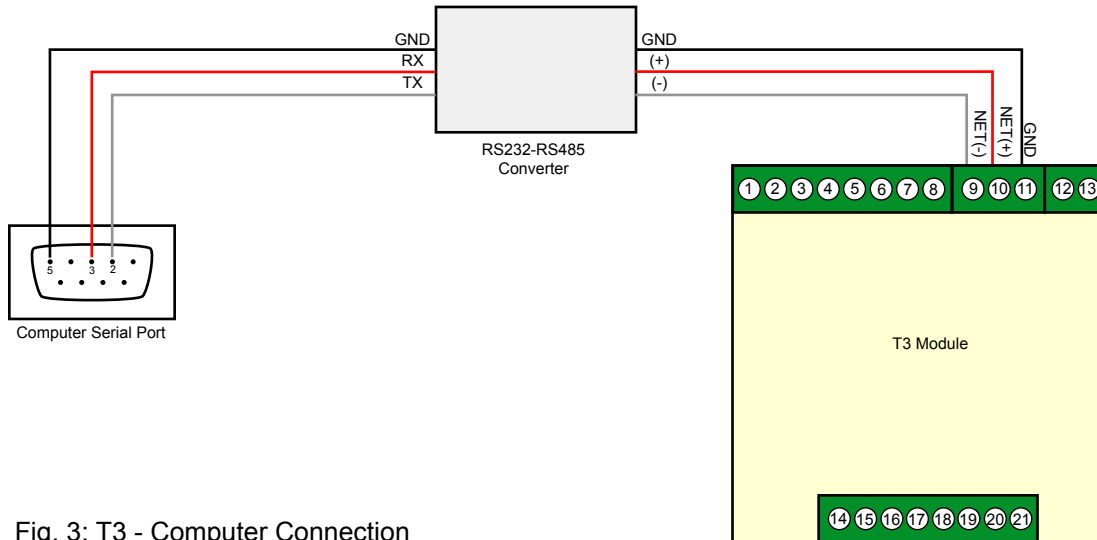 GND
RX
TX
GND
(+)
(-)
RS232-RS485
Converter
NET(-)
NET(+)
GND
1 2 3 4 5 6 7 8 9 10 11 12 13
5 3 2
Computer Serial Port
T3 Module
14 15 16 17 18 19 20 21
Fig. 3: T3 - Computer Connection